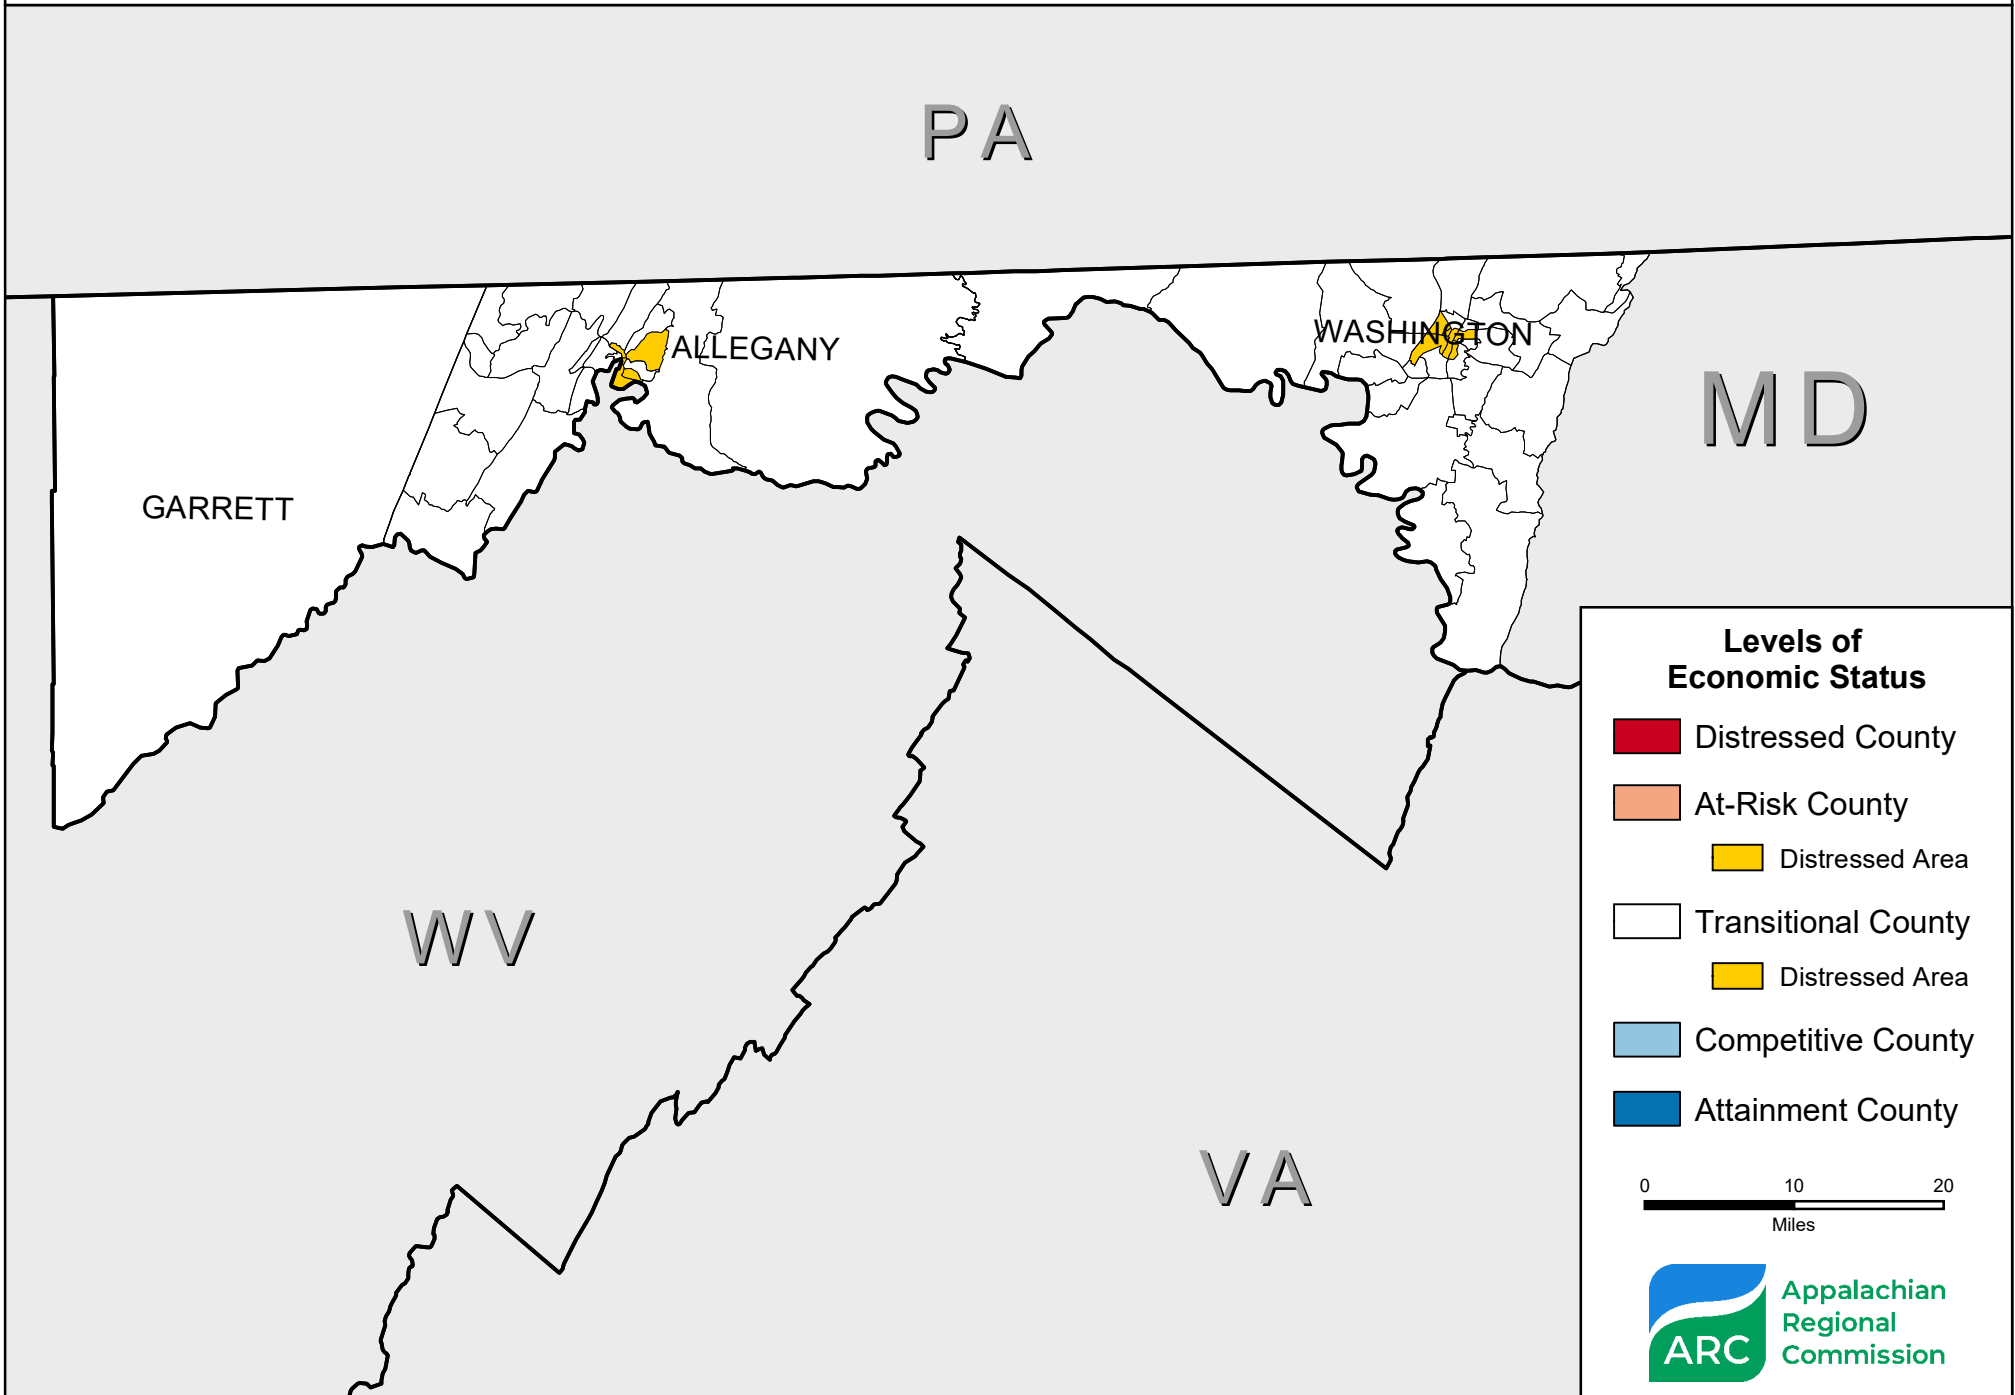 PA
ALLEGANY
WASHINGTON
MD
GARRETT
WV
VA
Levels of
Economic Status
Distressed County
At-Risk County
Distressed Area
Transitional County
Distressed Area
Competitive County
Attainment County
0 10 20
Miles
ARC
Appalachian
Regional
Commission